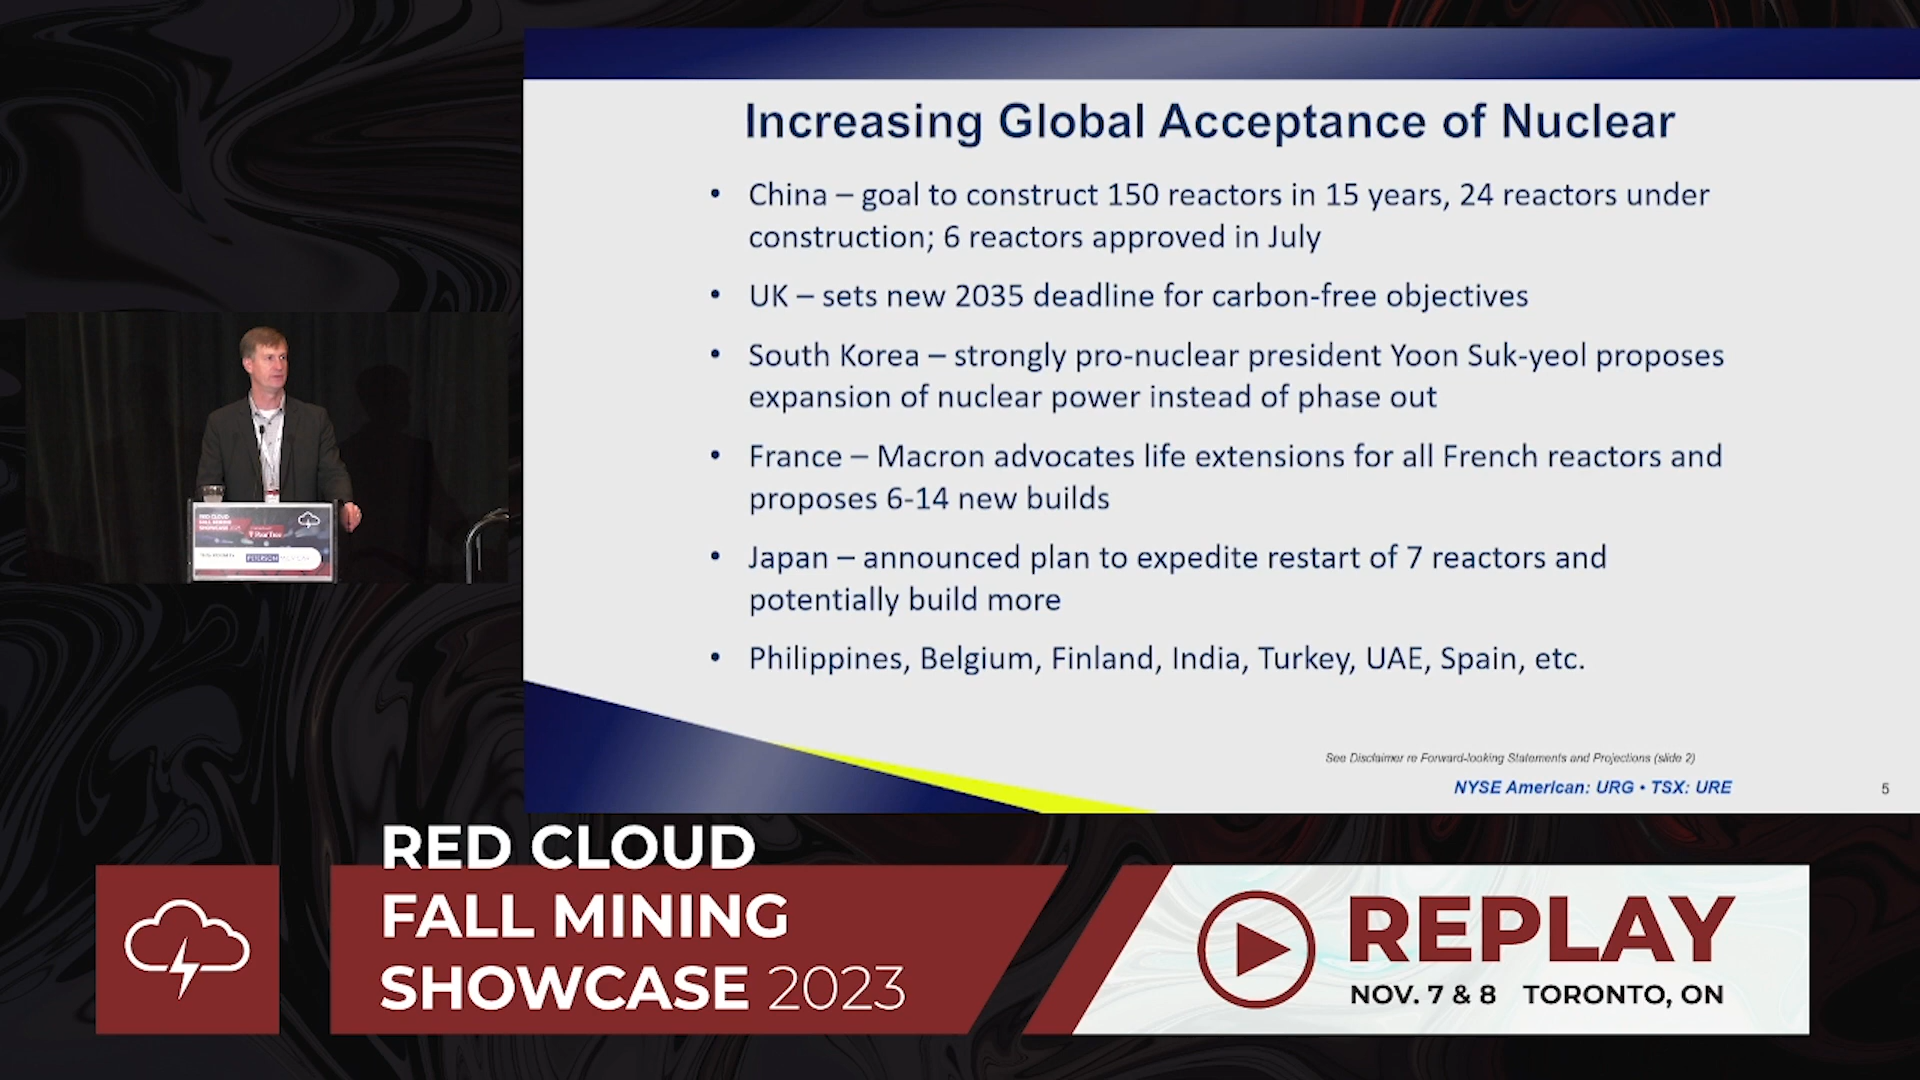 Increasing Global Acceptance of Nuclear
• China – goal to construct 150 reactors in 15 years, 24 reactors under
construction; 6 reactors approved in July
• UK – sets new 2035 deadline for carbon-free objectives
• South Korea – strongly pro-nuclear president Yoon Suk-yeol proposes
expansion of nuclear power instead of phase out
• France – Macron advocates life extensions for all French reactors and
proposes 6-14 new builds
• Japan – announced plan to expedite restart of 7 reactors and
potentially build more
• Philippines, Belgium, Finland, India, Turkey, UAE, Spain, etc.
See Disclaimer re Forward-looking Statements and Projections (slide 2)
NYSE American: URG • TSX: URE
5
RED CLOUD
FALL MINING
SHOWCASE
RED CLOUD
FALL MINING
SHOWCASE 2023
REPLAY
NOV. 7 & 8 TORONTO, ON